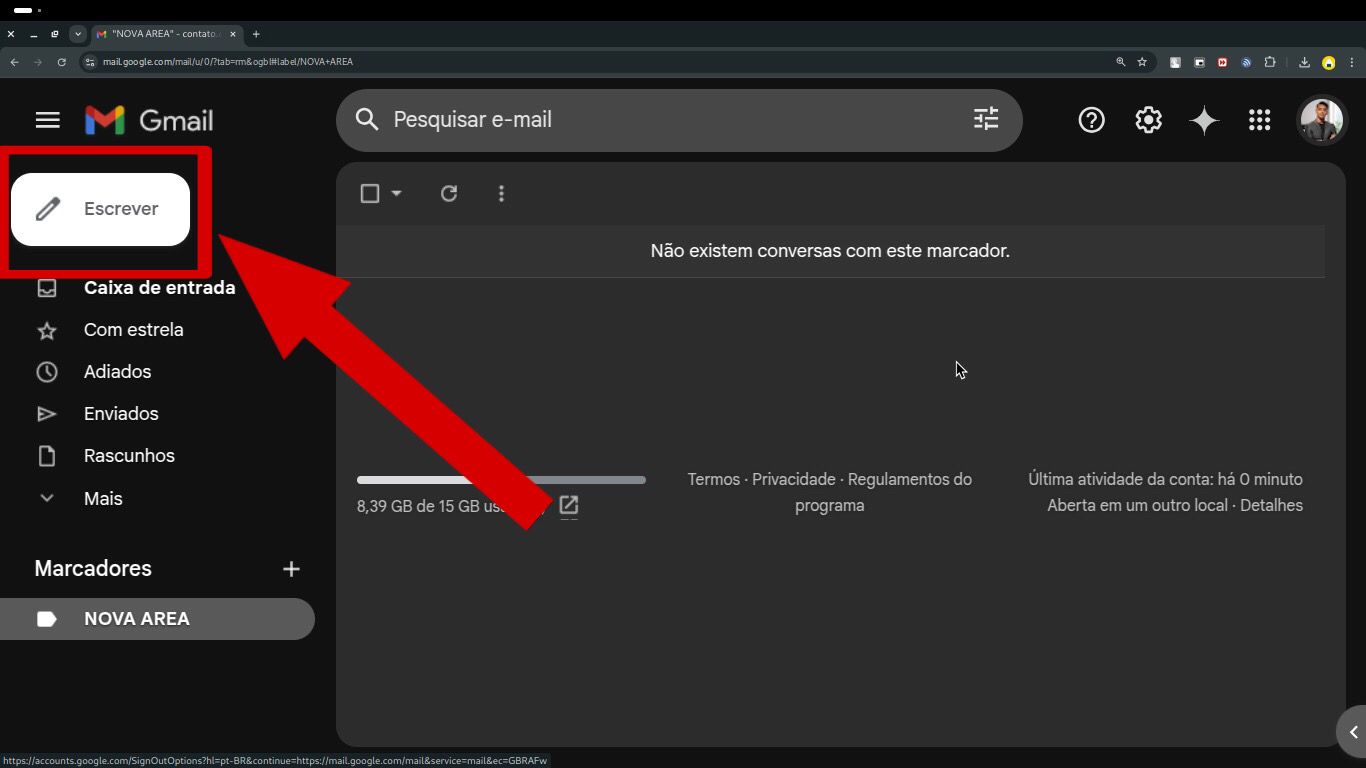 "NOVA AREA" - contato.
mail.google.com/mail/u/0/?tab=rm&ogbl#label/NOVA+AREA
Gmail
Pesquisar e-mail
Escrever
Não existem conversas com este marcador.
Caixa de entrada
Com estrela
Adiados
Enviados
Rascunhos
Mais
8,39 GB de 15 GB
Termos · Privacidade · Regulamentos do
programa
Última atividade da conta: há 0 minuto
Aberta em um outro local · Detalhes
Marcadores
NOVA AREA
https://accounts.google.com/SignOutOptions?hl=pt-BR&continue=https://mail.google.com/mail&service=mail&ec=GBRAFw